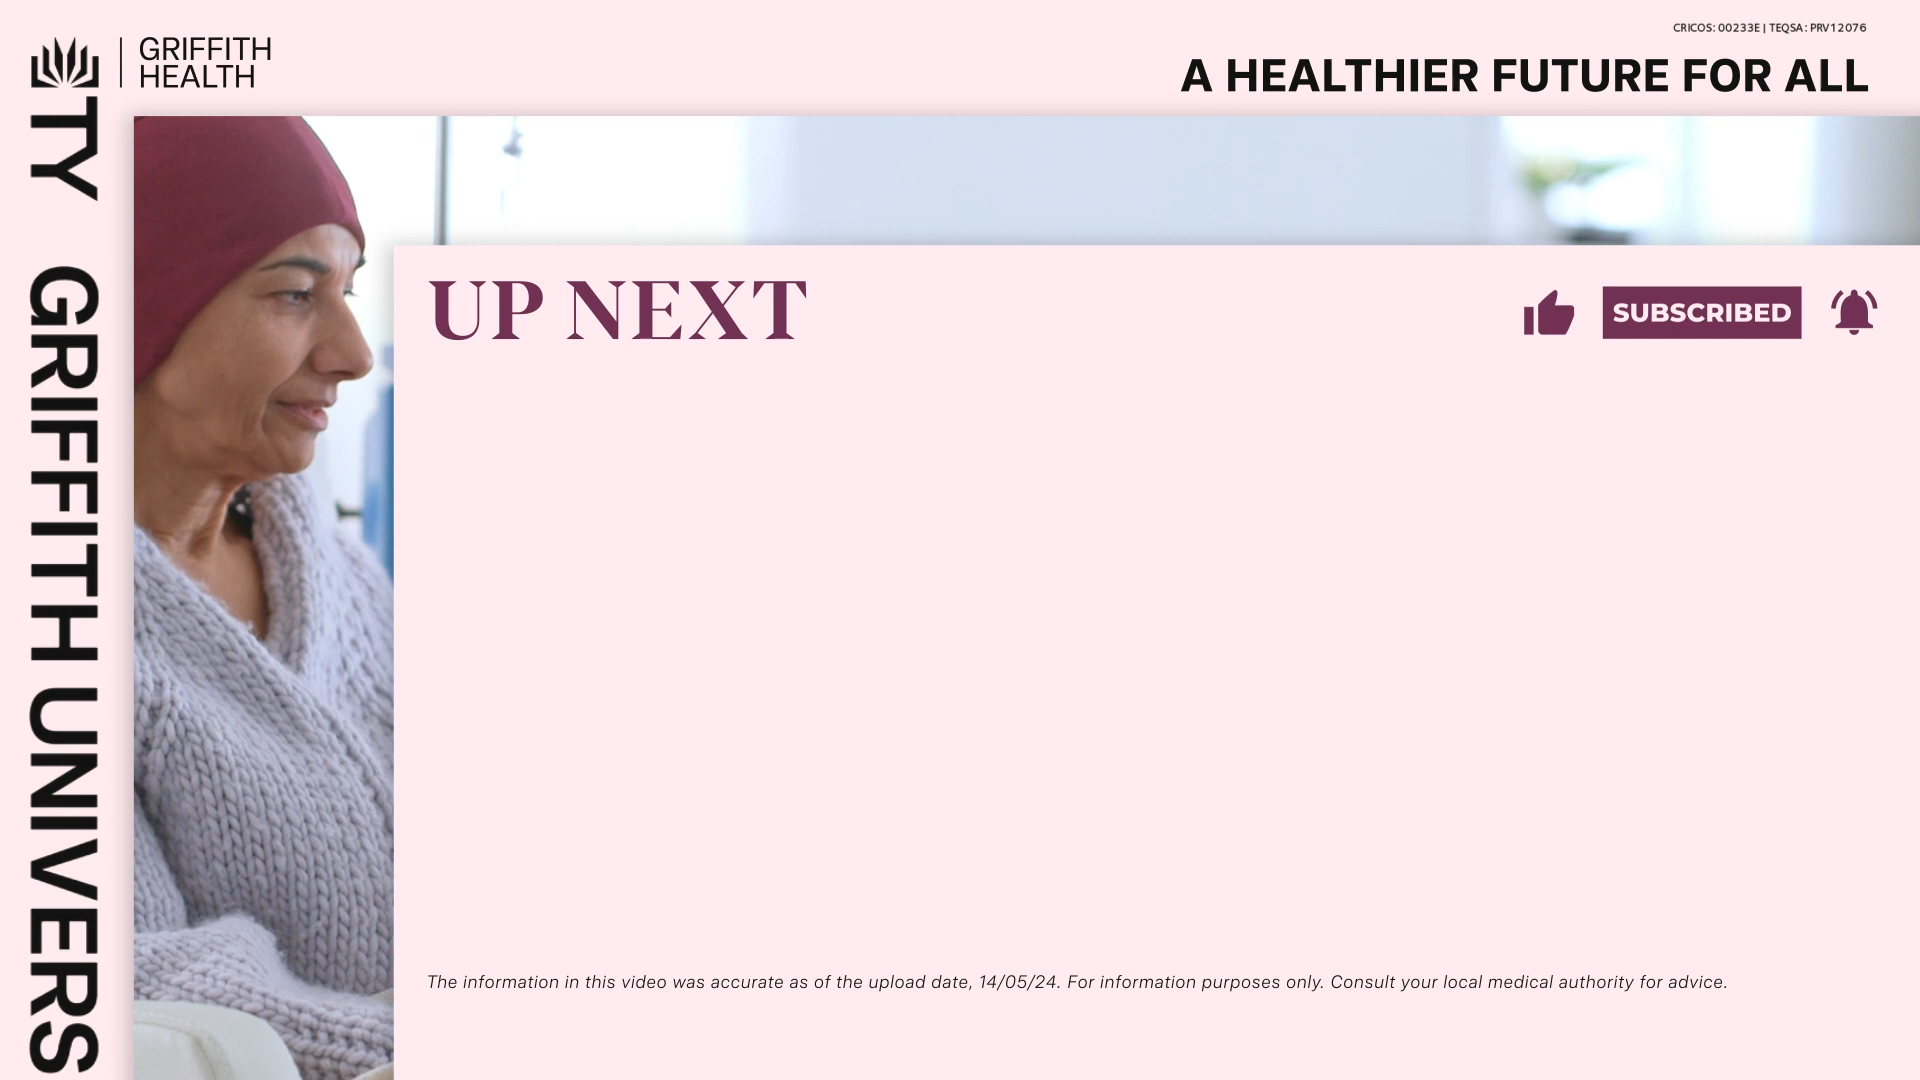 CRICOS: 00233E | TEQSA: PRV12076
GRIFFITH
HEALTH
A HEALTHIER FUTURE FOR ALL
TY GRIFFITH UNIVERS
UP NEXT
SUBSCRIBED
The information in this video was accurate as of the upload date, 14/05/24. For information purposes only. Consult your local medical authority for advice.